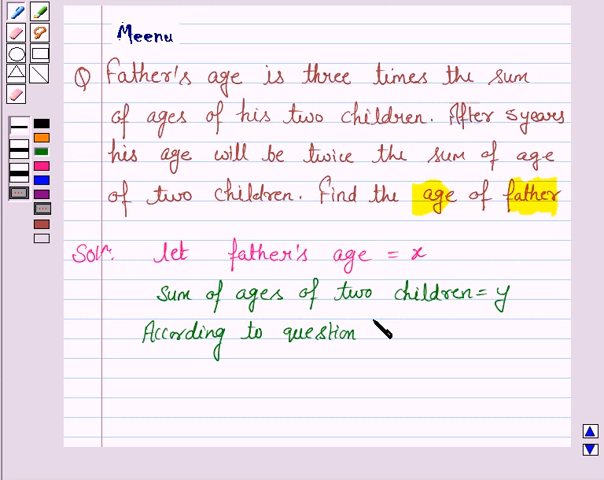 Meenu
Q Father's age is three times the sum
of ages of his two children. After 5 years
his age will be twice the sum of age
of two children. Find the age of father
Solⁿ. let father's age = x
Sum of ages of two children = y
According to question